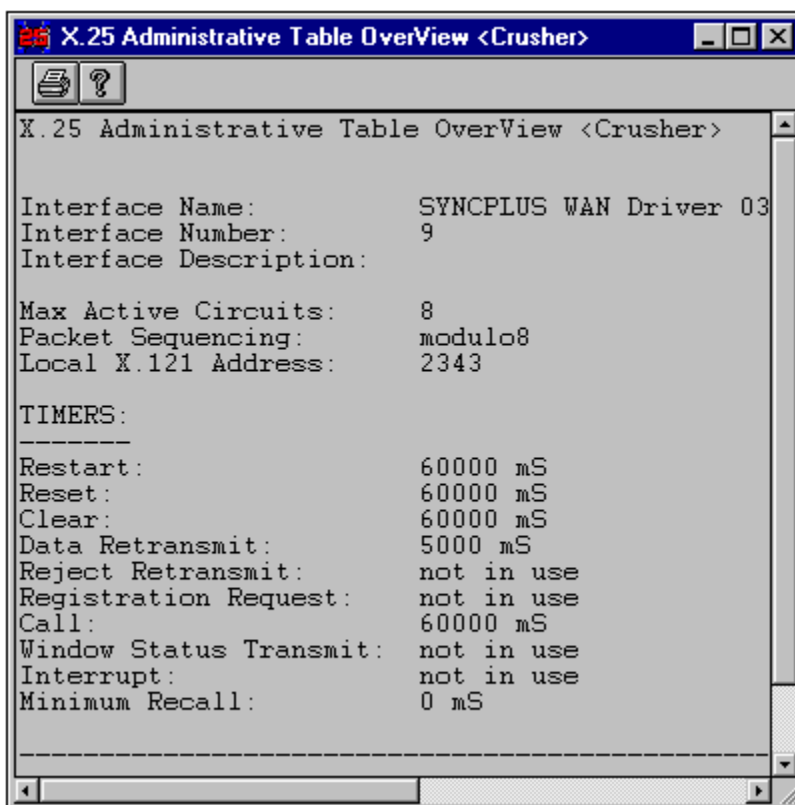 25 X.25 Administrative Table OverView <Crusher>
?
X.25 Administrative Table OverView <Crusher>
Interface Name: SYNCPLUS WAN Driver 03
Interface Number: 9
Interface Description:
Max Active Circuits: 8
Packet Sequencing: modulo8
Local X.121 Address: 2343
TIMERS:
-------
Restart: 60000 mS
Reset: 60000 mS
Clear: 60000 mS
Data Retransmit: 5000 mS
Reject Retransmit: not in use
Registration Request: not in use
Call: 60000 mS
Window Status Transmit: not in use
Interrupt: not in use
Minimum Recall: 0 mS
-----------------------------------------------